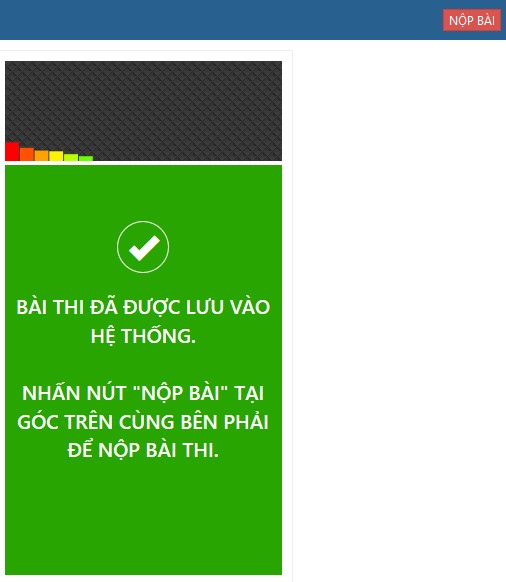 NỘP BÀI
BÀI THI ĐÃ ĐƯỢC LƯU VÀO
HỆ THỐNG.
NHẤN NÚT "NỘP BÀI" TẠI
GÓC TRÊN CÙNG BÊN PHẢI
ĐỂ NỘP BÀI THI.